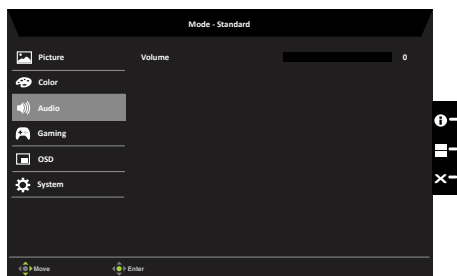 Mode - Standard
Picture
Volume 0
Color
Audio
Gaming
OSD
System
Move Enter